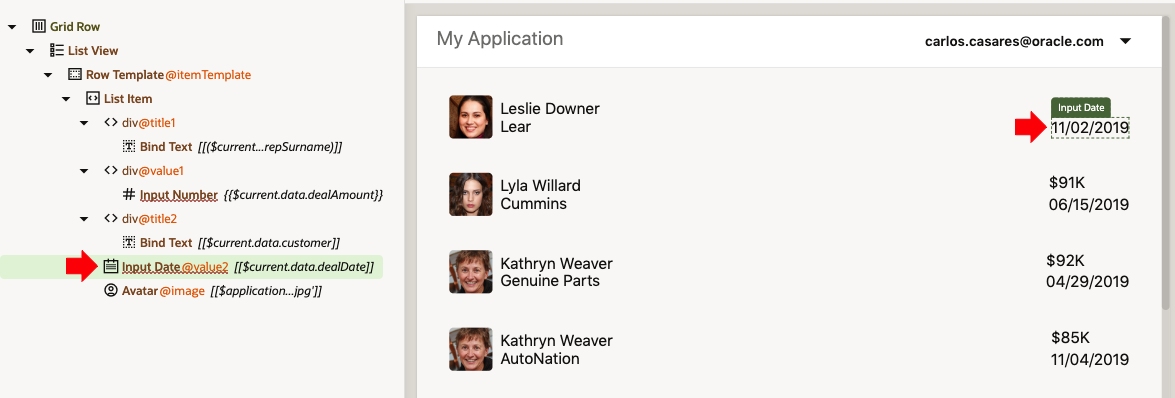 Grid Row
List View
Row Template@itemTemplate
List Item
div@title1
Bind Text [[($current...repSurname)]]
div@value1
Input Number {{$current.data.dealAmount}}
div@title2
Bind Text [[$current.data.customer]]
Input Date@value2 [[$current.data.dealDate]]
Avatar@image [[$application...jpg']]
My Application
carlos.casares@oracle.com
Leslie Downer
Lear
Input Date
11/02/2019
Lyla Willard
Cummins
$91K
06/15/2019
Kathryn Weaver
Genuine Parts
$92K
04/29/2019
Kathryn Weaver
AutoNation
$85K
11/04/2019